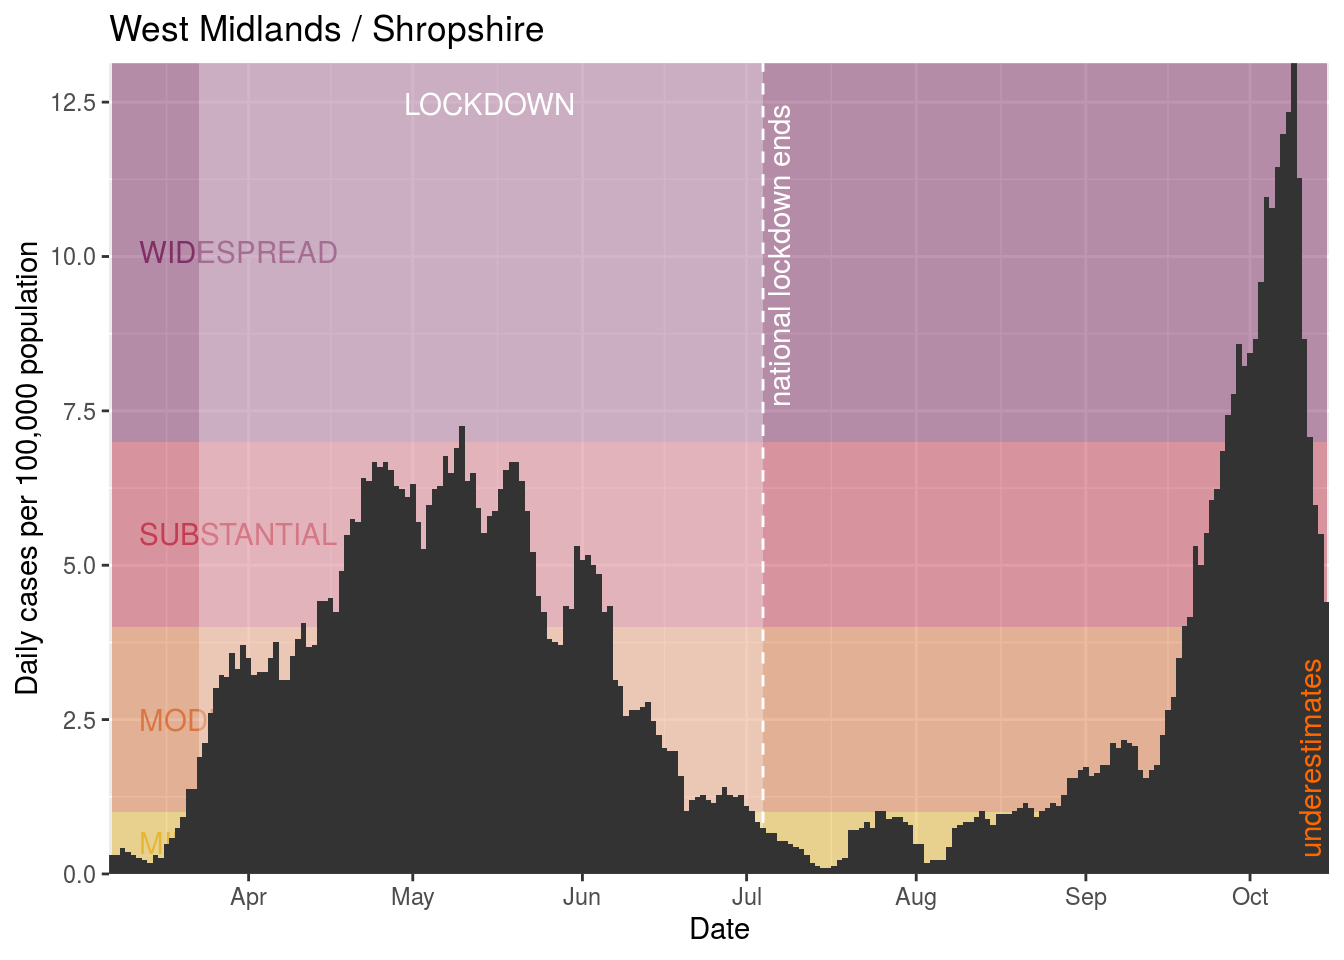 West Midlands / Shropshire
Daily cases per 100,000 population
12.5
10.0
7.5
5.0
2.5
0.0
LOCKDOWN
national lockdown ends
WIDESPREAD
SUBSTANTIAL
MOD
underestimates
Apr May Jun Jul Aug Sep Oct
Date